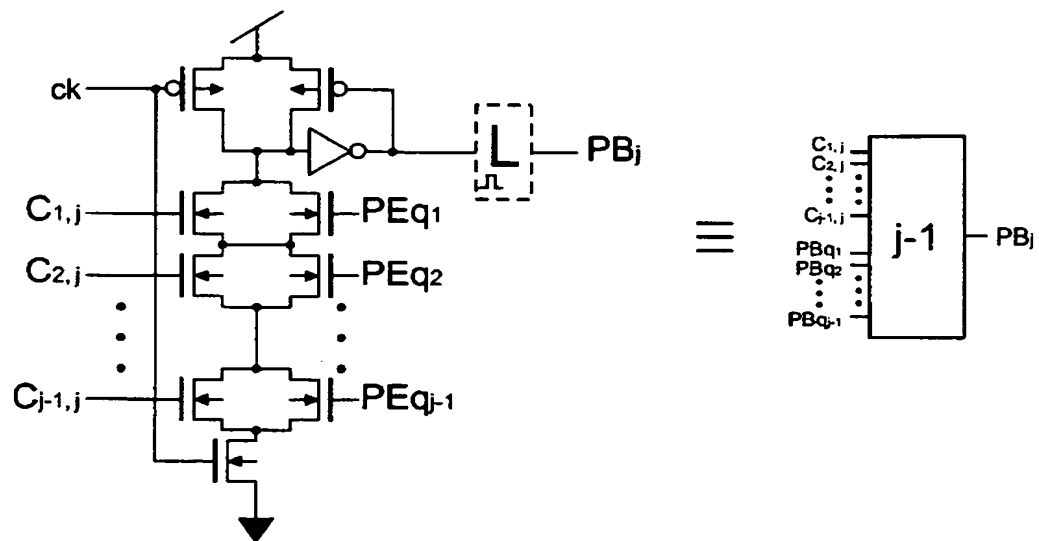 ck
L
PBj
C1,j
PEq1
C2,j
PEq2
Cj-1,j
PEqj-1
≡
C1,j
C2,j
Cj-1,j
PBq1
PBq2
PBqj-1
j-1
PBj